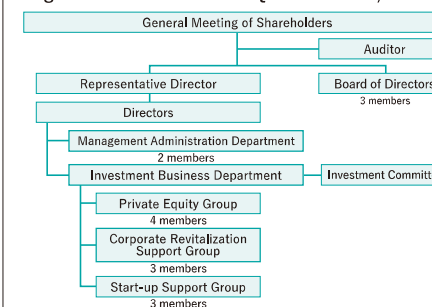 General Meeting of Shareholders
Auditor
Representative Director
Board of Directors
3 members
Directors
Management Administration Department
2 members
Investment Business Department
Investment
Private Equity Group
4 members
Corporate Revitalization
Support Group
3 members
Start-up Support Group
3 members